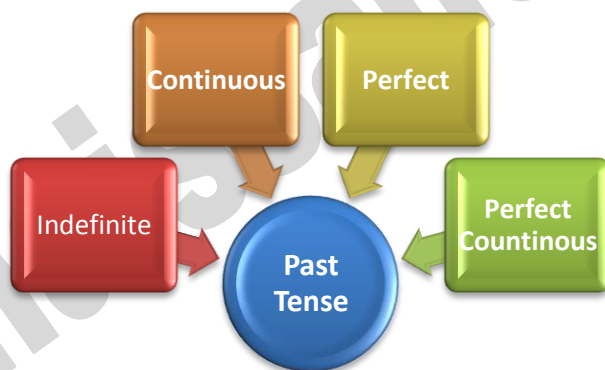 Continuous
Perfect
Indefinite
Perfect
Countinous
Past
Tense